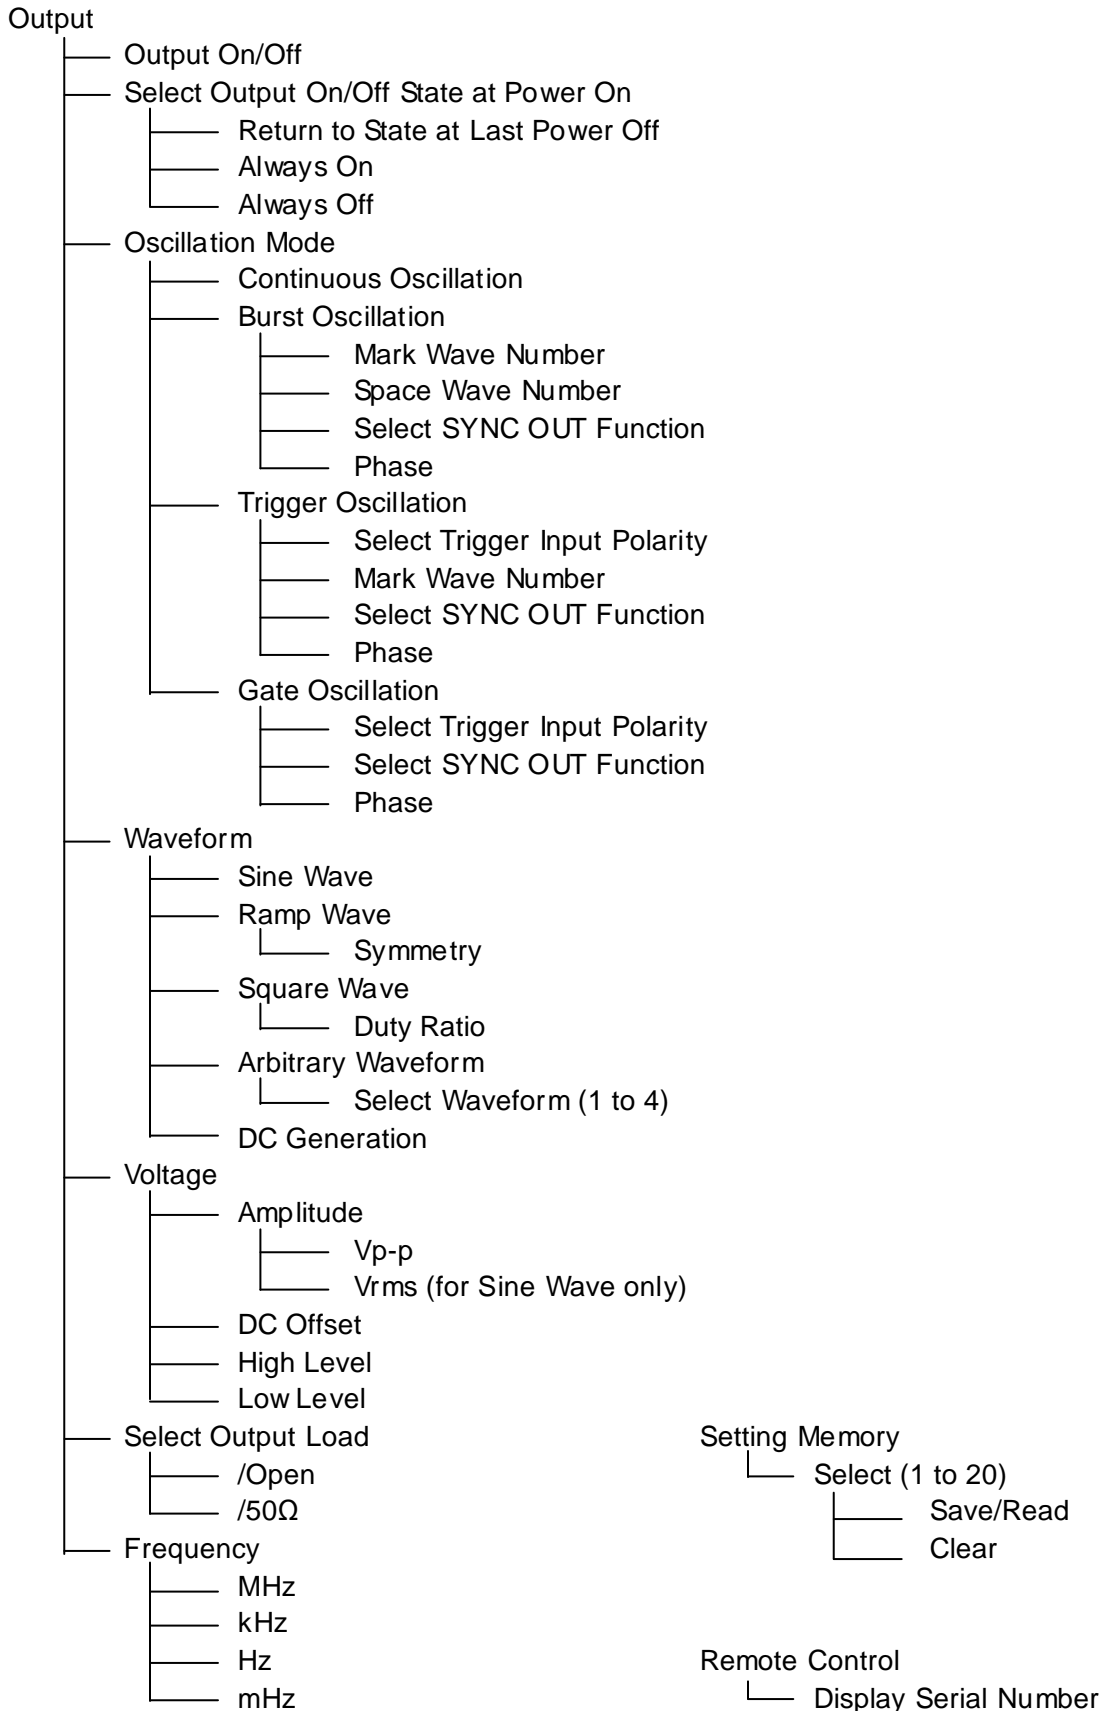 Output
Output On/Off
Select Output On/Off State at Power On
Return to State at Last Power Off
Always On
Always Off
Oscillation Mode
Continuous Oscillation
Burst Oscillation
Mark Wave Number
Space Wave Number
Select SYNC OUT Function
Phase
Trigger Oscillation
Select Trigger Input Polarity
Mark Wave Number
Select SYNC OUT Function
Phase
Gate Oscillation
Select Trigger Input Polarity
Select SYNC OUT Function
Phase
Waveform
Sine Wave
Ramp Wave
Symmetry
Square Wave
Duty Ratio
Arbitrary Waveform
Select Waveform (1 to 4)
DC Generation
Voltage
Amplitude
Vp-p
Vrms (for Sine Wave only)
DC Offset
High Level
Low Level
Select Output Load
/Open
/50Ω
Frequency
MHz
kHz
Hz
mHz
Setting Memory
Select (1 to 20)
Save/Read
Clear
Remote Control
Display Serial Number